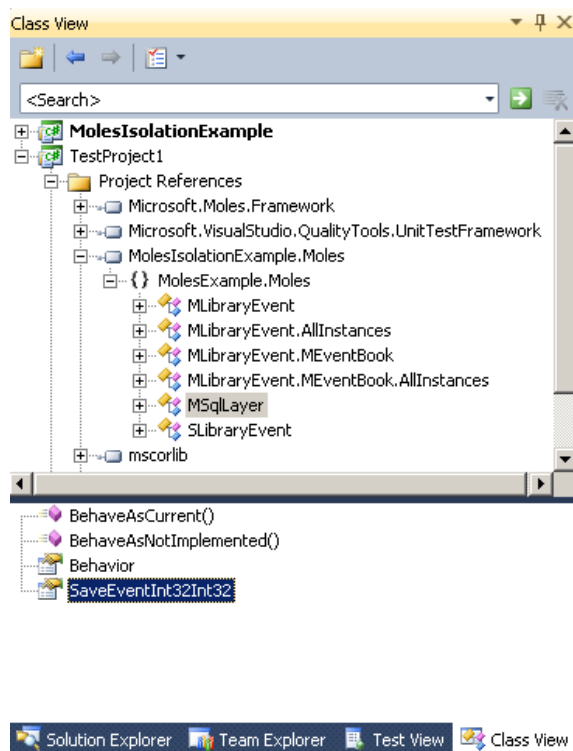 Class View
<Search>
MolesIsolationExample
TestProject1
Project References
Microsoft.Moles.Framework
Microsoft.VisualStudio.QualityTools.UnitTestFramework
MolesIsolationExample.Moles
{} MolesExample.Moles
MLibraryEvent
MLibraryEvent.AllInstances
MLibraryEvent.MEventBook
MLibraryEvent.MEventBook.AllInstances
MSqlLayer
SLibraryEvent
mscorlib
BehaveAsCurrent()
BehaveAsNotImplemented()
Behavior
SaveEventInt32Int32
Solution Explorer Team Explorer Test View Class View